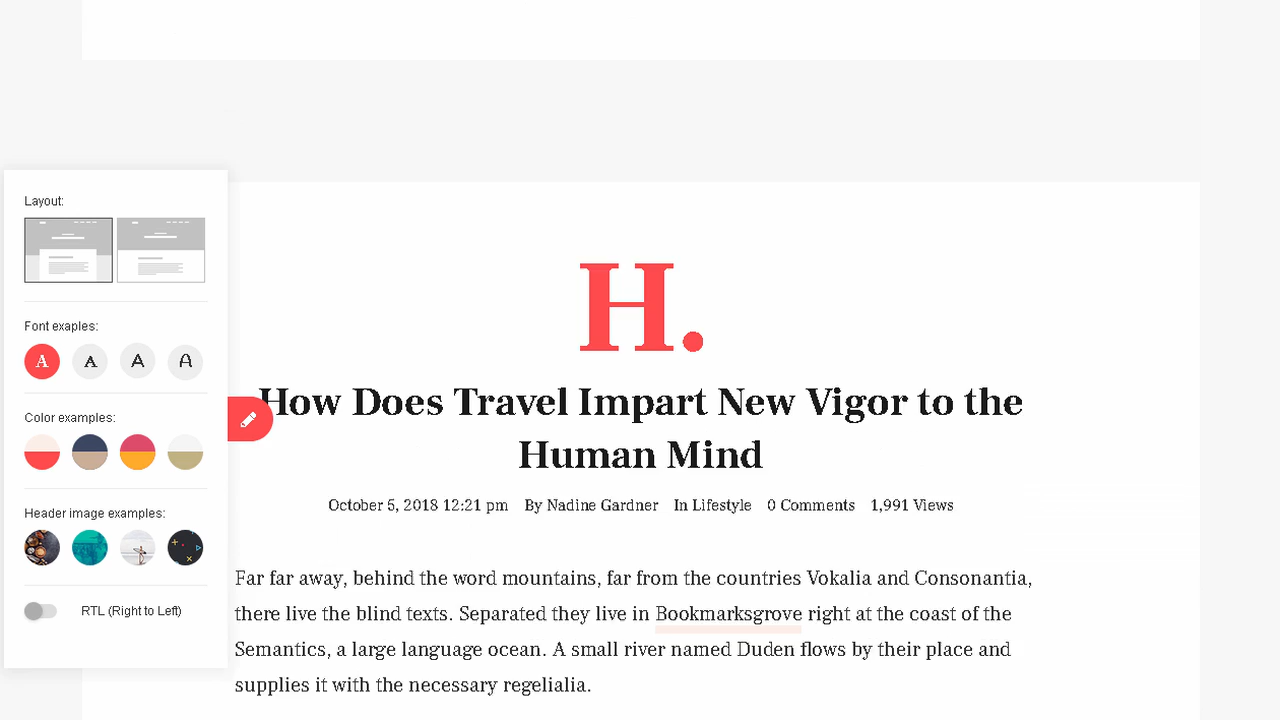 Layout:
Font exaples:
A A A A
Color examples:
Header image examples:
RTL (Right to Left)
H.
How Does Travel Impart New Vigor to the
Human Mind
October 5, 2018 12:21 pm By Nadine Gardner In Lifestyle 0 Comments 1,991 Views
Far far away, behind the word mountains, far from the countries Vokalia and Consonantia,
there live the blind texts. Separated they live in Bookmarksgrove right at the coast of the
Semantics, a large language ocean. A small river named Duden flows by their place and
supplies it with the necessary regelialia.